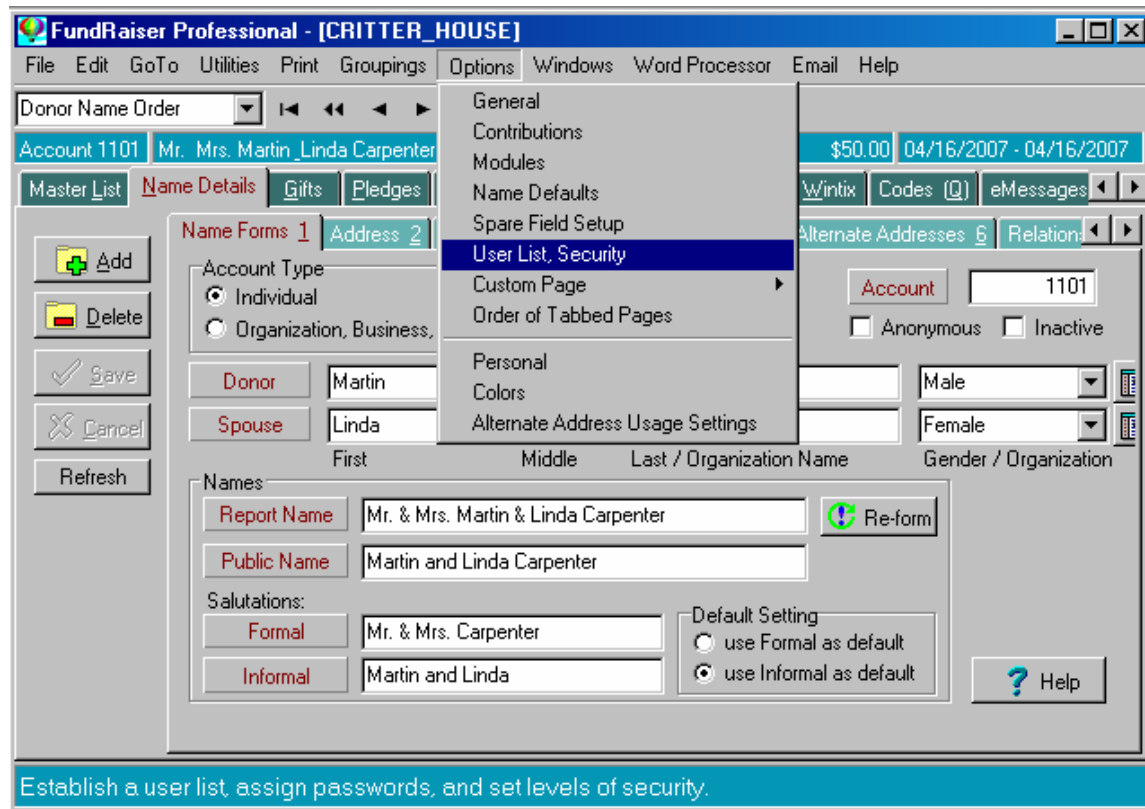 FundRaiser Professional - [CRITTER_HOUSE]
File Edit GoTo Utilities Print Groupings Options Windows Word Processor Email Help
Donor Name Order
General
Contributions
Modules
Name Defaults
Spare Field Setup
User List, Security
Custom Page
Order of Tabbed Pages
Personal
Colors
Alternate Address Usage Settings
Account 1101 Mr. Mrs. Martin _Linda Carpenter $50.00 04/16/2007 - 04/16/2007
Master List Name Details Gifts Pledges Wintix Codes (Q) eMessages
Name Forms 1 Address 2 Alternate Addresses 6 Relation
Add
Delete
Save
Cancel
Refresh
Account Type
Individual
Organization, Business,
Account 1101
Anonymous Inactive
Donor Martin Male
Spouse Linda Female
First Middle Last / Organization Name Gender / Organization
Names
Report Name Mr. & Mrs. Martin & Linda Carpenter Re-form
Public Name Martin and Linda Carpenter
Salutations:
Formal Mr. & Mrs. Carpenter
Informal Martin and Linda
Default Setting
use Formal as default
use Informal as default
Help
Establish a user list, assign passwords, and set levels of security.